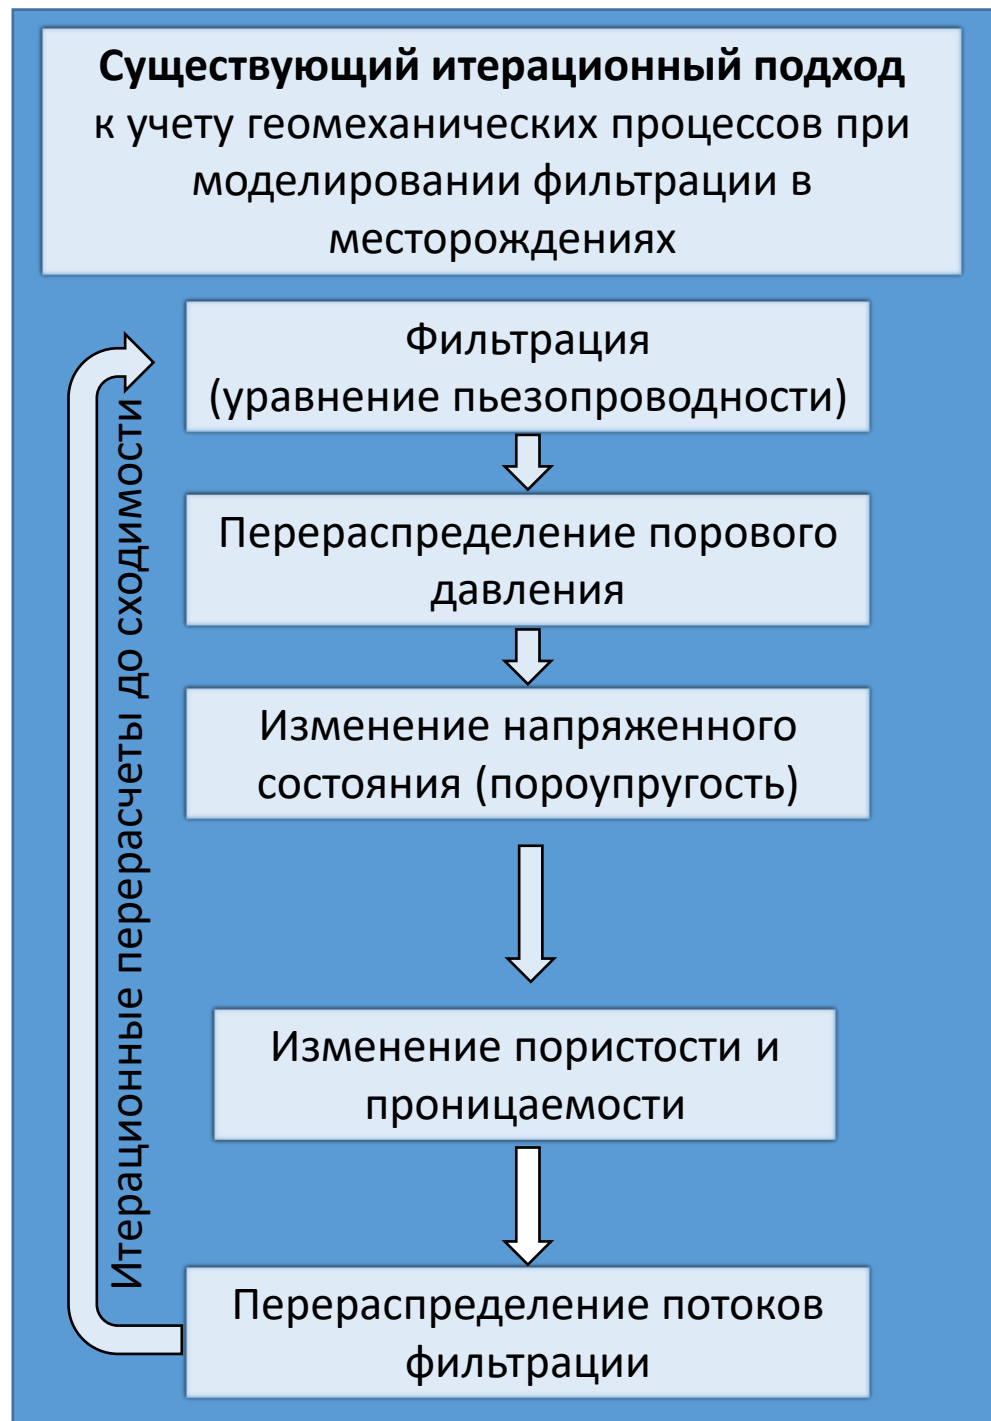 Существующий итерационный подход
к учету геомеханических процессов при
моделировании фильтрации в
месторождениях
Фильтрация
(уравнение пьезопроводности)
Перераспределение порового
давления
Изменение напряженного
состояния (пороупругость)
Изменение пористости и
проницаемости
Перераспределение потоков
фильтрации
Итерационные перерасчеты до сходимости